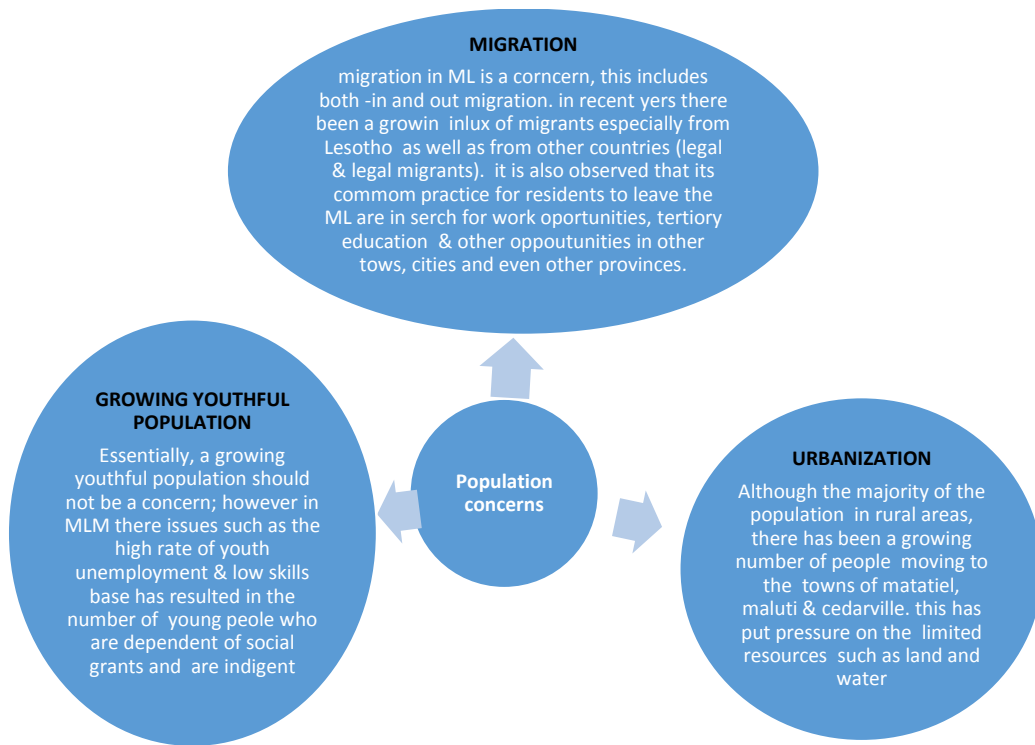 MIGRATION
migration in ML is a corncern, this includes
both -in and out migration. in recent yers there
been a growin inlux of migrants especially from
Lesotho as well as from other countries (legal
& legal migrants). it is also observed that its
commom practice for residents to leave the
ML are in serch for work oportunities, tertiory
education & other oppoutunities in other
tows, cities and even other provinces.
GROWING YOUTHFUL
POPULATION
Essentially, a growing
youthful population should
not be a concern; however in
MLM there issues such as the
high rate of youth
unemployment & low skills
base has resulted in the
number of young peole who
are dependent of social
grants and are indigent
Population
concerns
URBANIZATION
Although the majority of the
population in rural areas,
there has been a growing
number of people moving to
the towns of matatiel,
maluti & cedarville. this has
put pressure on the limited
resources such as land and
water